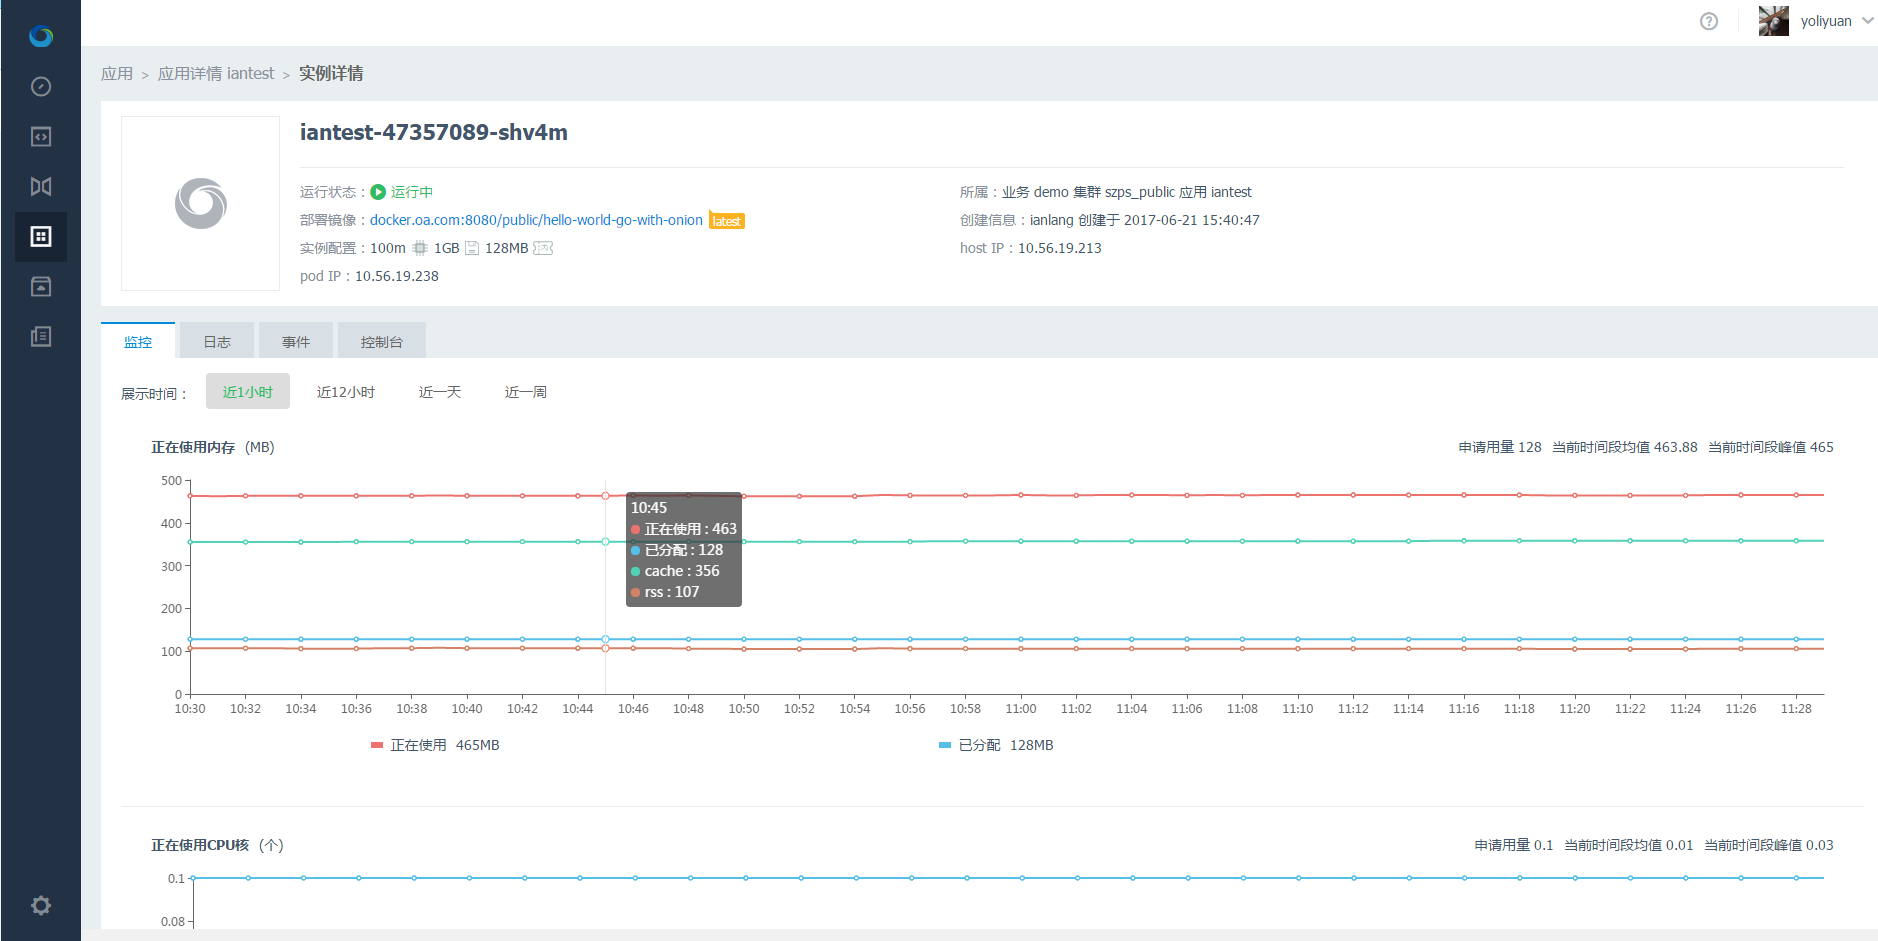 yoliyuan
应用 > 应用详情 iantest > 实例详情
iantest-47357089-shv4m
运行状态：运行中
所属：业务 demo 集群 szps_public 应用 iantest
部署镜像：docker.oa.com:8080/public/hello-world-go-with-onion latest
创建信息：ianlang 创建于 2017-06-21 15:40:47
实例配置：100m 1GB 128MB
host IP：10.56.19.213
pod IP：10.56.19.238
监控 日志 事件 控制台
展示时间： 近1小时 近12小时 近一天 近一周
正在使用内存 (MB)
申请用量 128 当前时间段均值 463.88 当前时间段峰值 465
500
400
300
200
100
0
10:45
正在使用 : 463
已分配 : 128
cache : 356
rss : 107
10:30 10:32 10:34 10:36 10:38 10:40 10:42 10:44 10:46 10:48 10:50 10:52 10:54 10:56 10:58 11:00 11:02 11:04 11:06 11:08 11:10 11:12 11:14 11:16 11:18 11:20 11:22 11:24 11:26 11:28
正在使用 465MB
已分配 128MB
正在使用CPU核 (个)
申请用量 0.1 当前时间段均值 0.01 当前时间段峰值 0.03
0.1
0.08